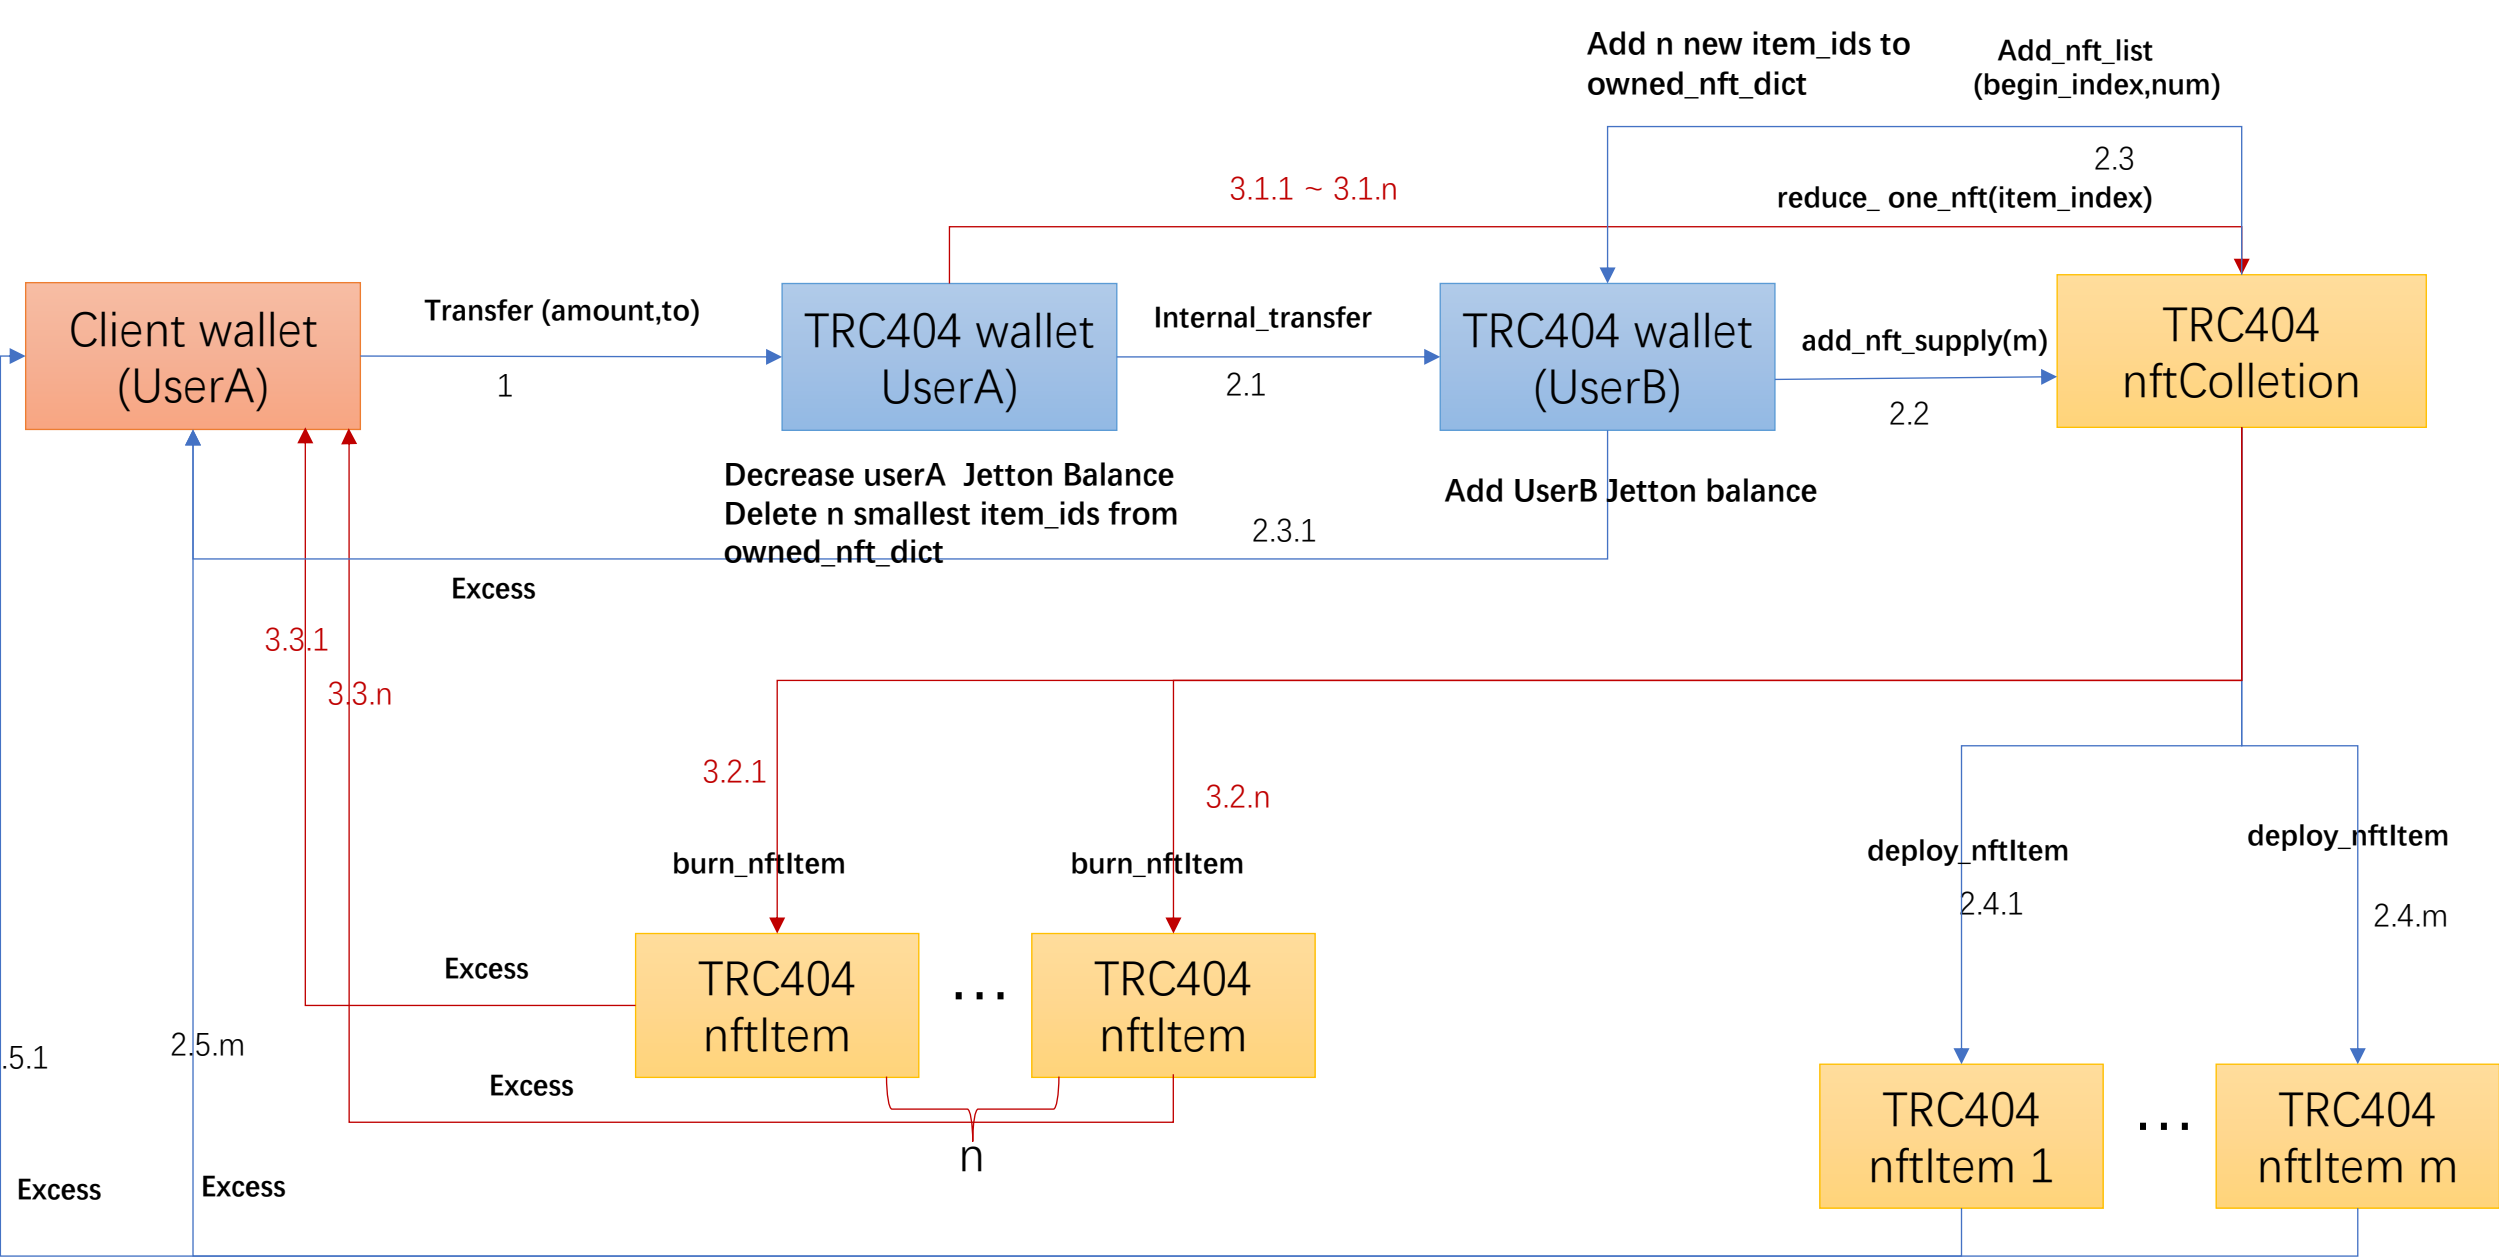 Add n new item_ids to
owned_nft_dict
Add_nft_list
(begin_index,num)
2.3
3.1.1 ~ 3.1.n
reduce_ one_nft(item_index)
Client wallet
(UserA)
Transfer (amount,to)
1
TRC404 wallet
UserA)
Internal_transfer
2.1
TRC404 wallet
(UserB)
add_nft_supply(m)
2.2
TRC404
nftColletion
Decrease userA  Jetton Balance
Delete n smallest item_ids from
owned_nft_dict
Add UserB Jetton balance
2.3.1
Excess
3.3.1
3.3.n
3.2.1
3.2.n
burn_nftItem
burn_nftItem
deploy_nftItem
deploy_nftItem
2.4.1
2.4.m
Excess
TRC404
nftItem
...
TRC404
nftItem
.5.1
2.5.m
Excess
n
TRC404
nftItem 1
...
TRC404
nftItem m
Excess
Excess